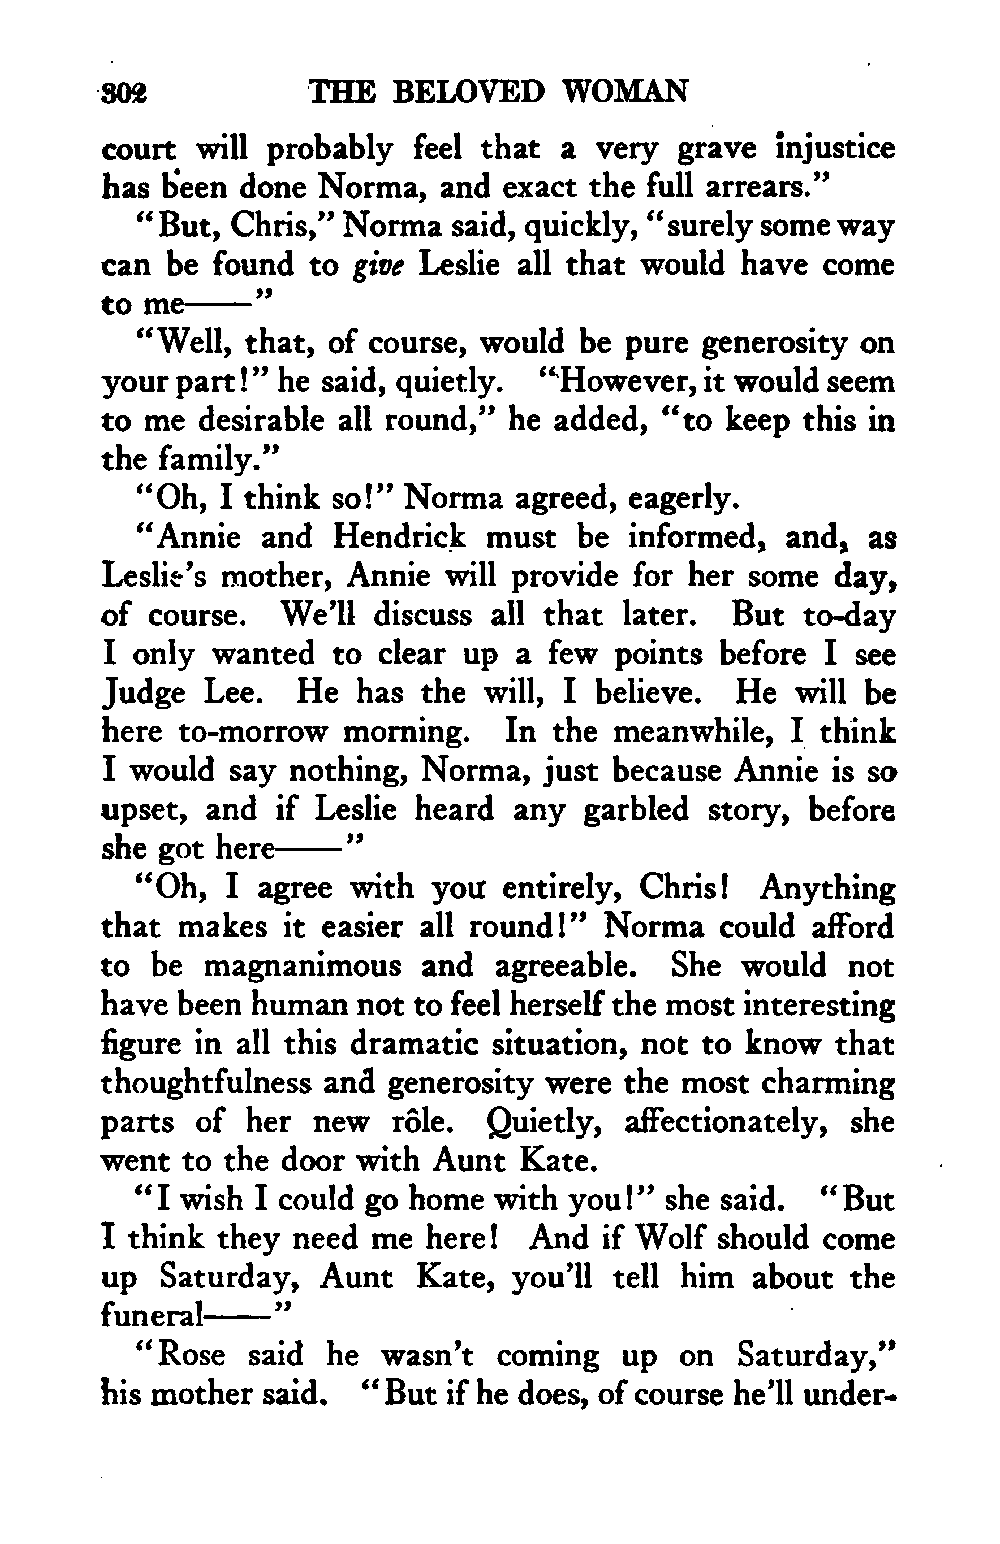 302 THE BELOVED WOMAN
court will probably feel that a very grave injustice
has been done Norma, and exact the full arrears."
"But, Chris," Norma said, quickly, "surely some way
can be found to give Leslie all that would have come
to me——"
"Well, that, of course, would be pure generosity on
your part!" he said, quietly. "However, it would seem
to me desirable all round," he added, "to keep this in
the family."
"Oh, I think so!" Norma agreed, eagerly.
"Annie and Hendrick must be informed, and, as
Leslie's mother, Annie will provide for her some day,
of course. We'll discuss all that later. But to-day
I only wanted to clear up a few points before I see
Judge Lee. He has the will, I believe. He will be
here to-morrow morning. In the meanwhile, I think
I would say nothing, Norma, just because Annie is so
upset, and if Leslie heard any garbled story, before
she got here——"
"Oh, I agree with you entirely, Chris! Anything
that makes it easier all round!" Norma could afford
to be magnanimous and agreeable. She would not
have been human not to feel herself the most interesting
figure in all this dramatic situation, not to know that
thoughtfulness and generosity were the most charming
parts of her new rôle. Quietly, affectionately, she
went to the door with Aunt Kate.
"I wish I could go home with you!" she said. "But
I think they need me here! And if Wolf should come
up Saturday, Aunt Kate, you'll tell him about the
funeral——"
"Rose said he wasn't coming up on Saturday,"
his mother said. "But if he does, of course he'll under-